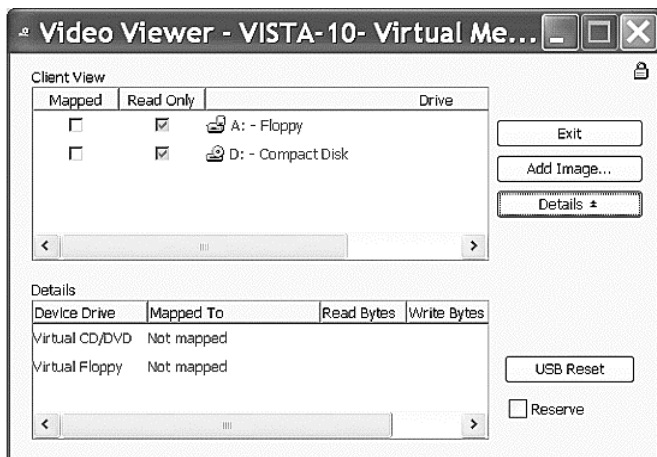 Video Viewer - VISTA-10- Virtual Me...
Client View
Mapped Read Only Drive
A: - Floppy
D: - Compact Disk
Exit
Add Image...
Details
Details
Device Drive Mapped To Read Bytes Write Bytes
Virtual CD/DVD Not mapped
Virtual Floppy Not mapped
USB Reset
Reserve